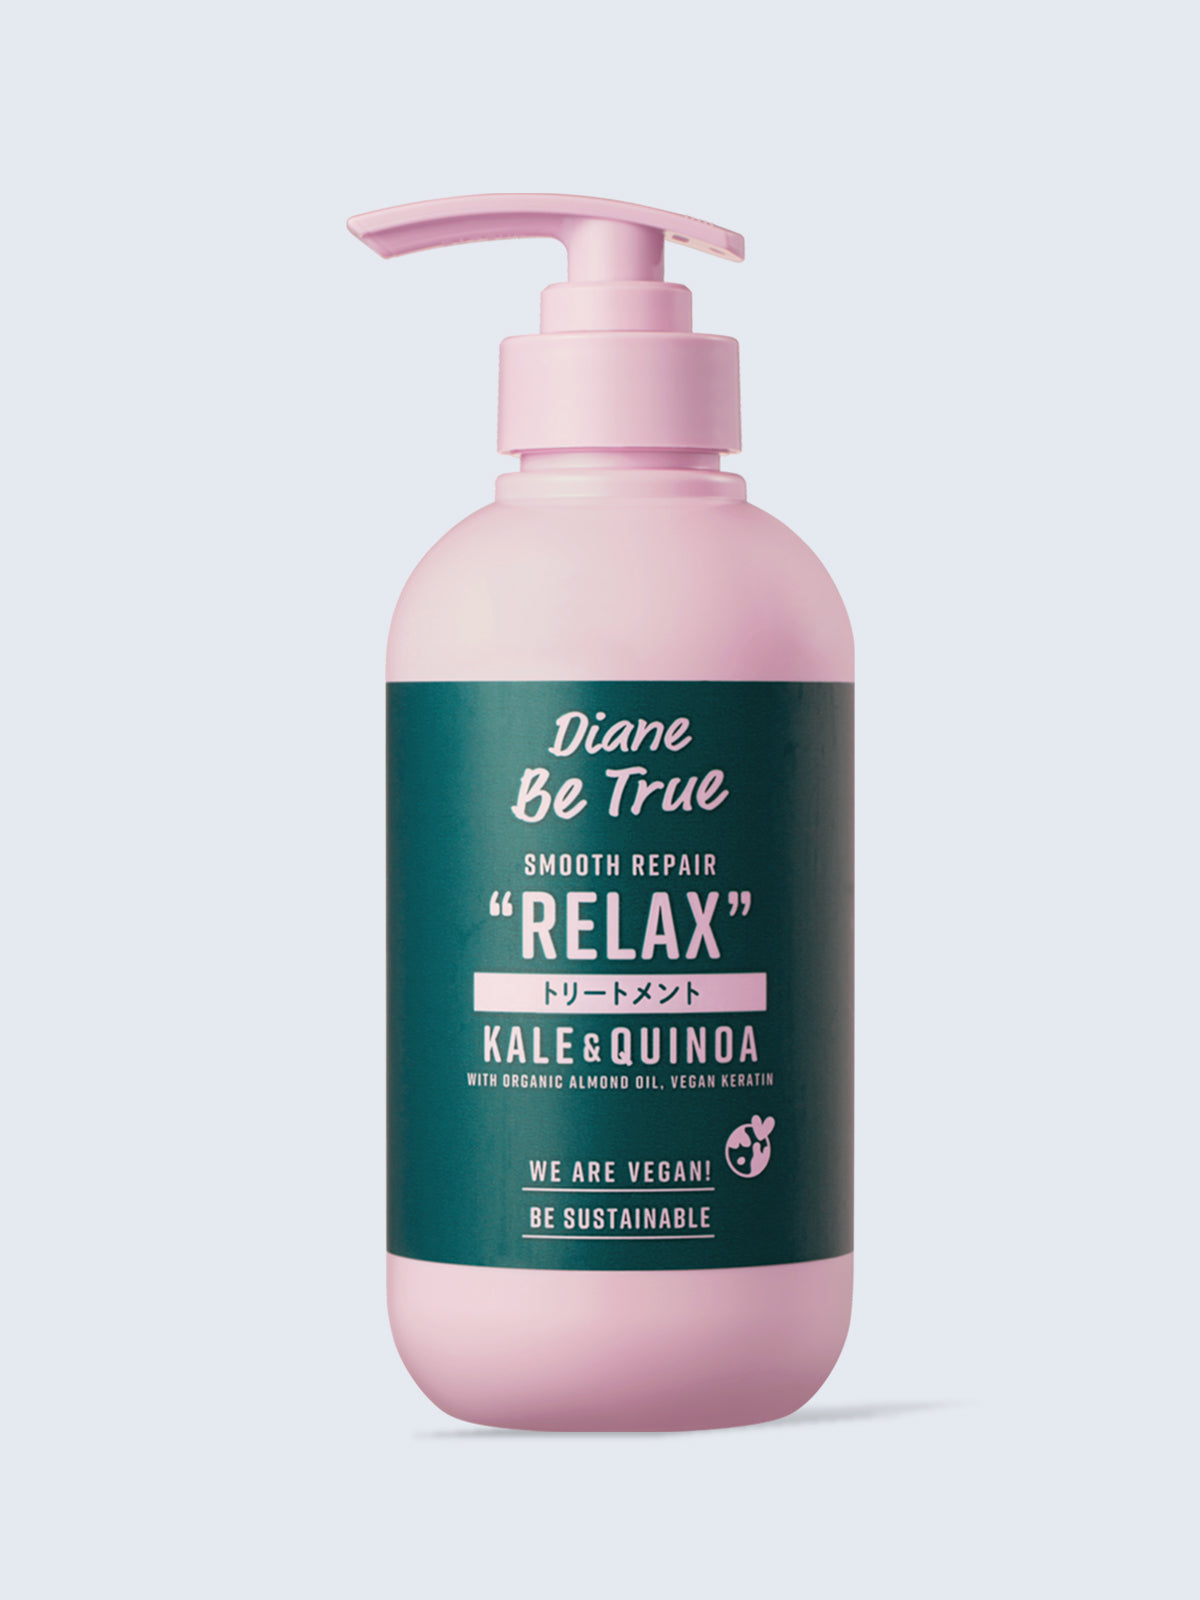 Diane
Be True
SMOOTH REPAIR
“RELAX”
トリートメント
KALE & QUINOA
WITH ORGANIC ALMOND OIL, VEGAN KERATIN
WE ARE VEGAN!
BE SUSTAINABLE